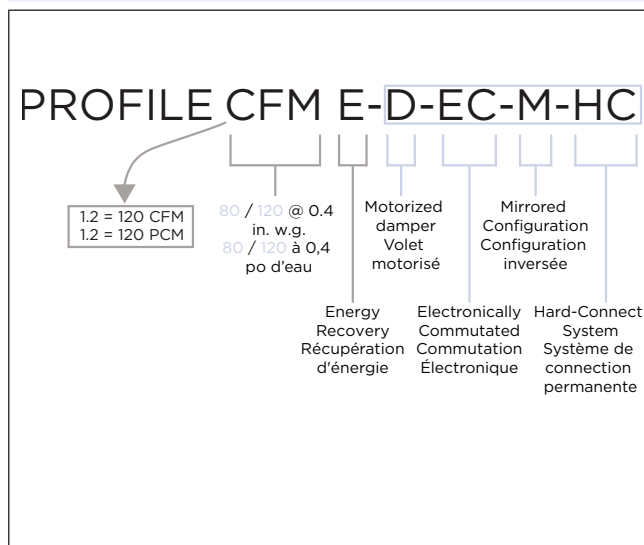 PROFILE CFM E-D-EC-M-HC
1.2 = 120 CFM
1.2 = 120 PCM
80 / 120 @ 0.4
in. w.g.
80 / 120 à 0,4
po d'eau
Motorized
damper
Volet
motorisé
Mirrored
Configuration
Configuration
inversée
Energy
Recovery
Récupération
d'énergie
Electronically
Commutated
Commutation
Électronique
Hard-Connect
System
Système de
connection
permanente